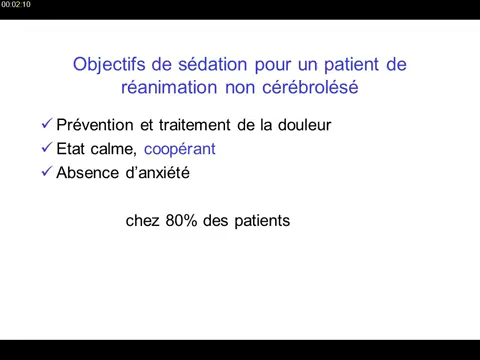 00:02:10
Objectifs de sédation pour un patient de
réanimation non cérébrolésé
✓ Prévention et traitement de la douleur
✓ Etat calme, coopérant
✓ Absence d'anxiété
chez 80% des patients